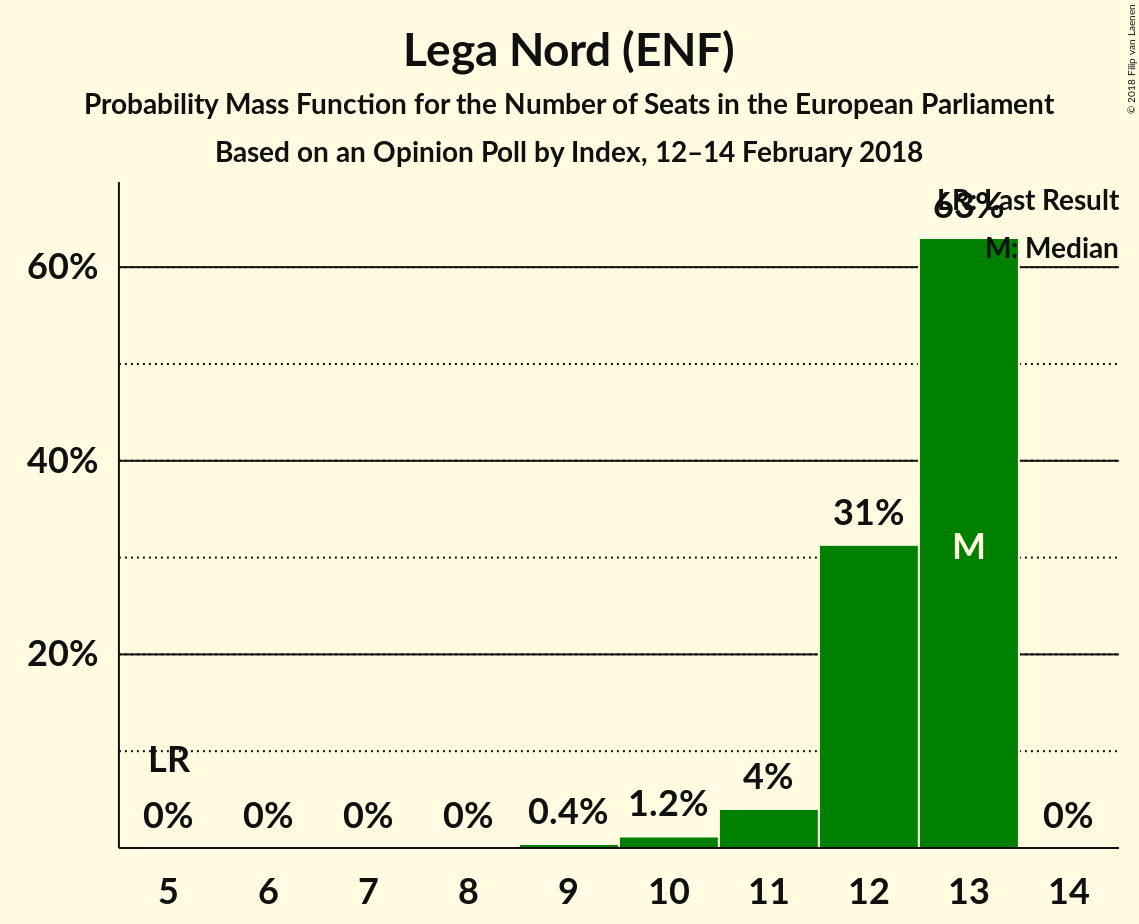 Lega Nord (ENF)
Probability Mass Function for the Number of Seats in the European Parliament
Based on an Opinion Poll by Index, 12–14 February 2018
© 2018 Filip van Laenen
LR: Last Result
M: Median
63%
60%
40%
31%
M
20%
LR
0%
0%
0%
0%
0.4%
1.2%
4%
0%
5 6 7 8 9 10 11 12 13 14